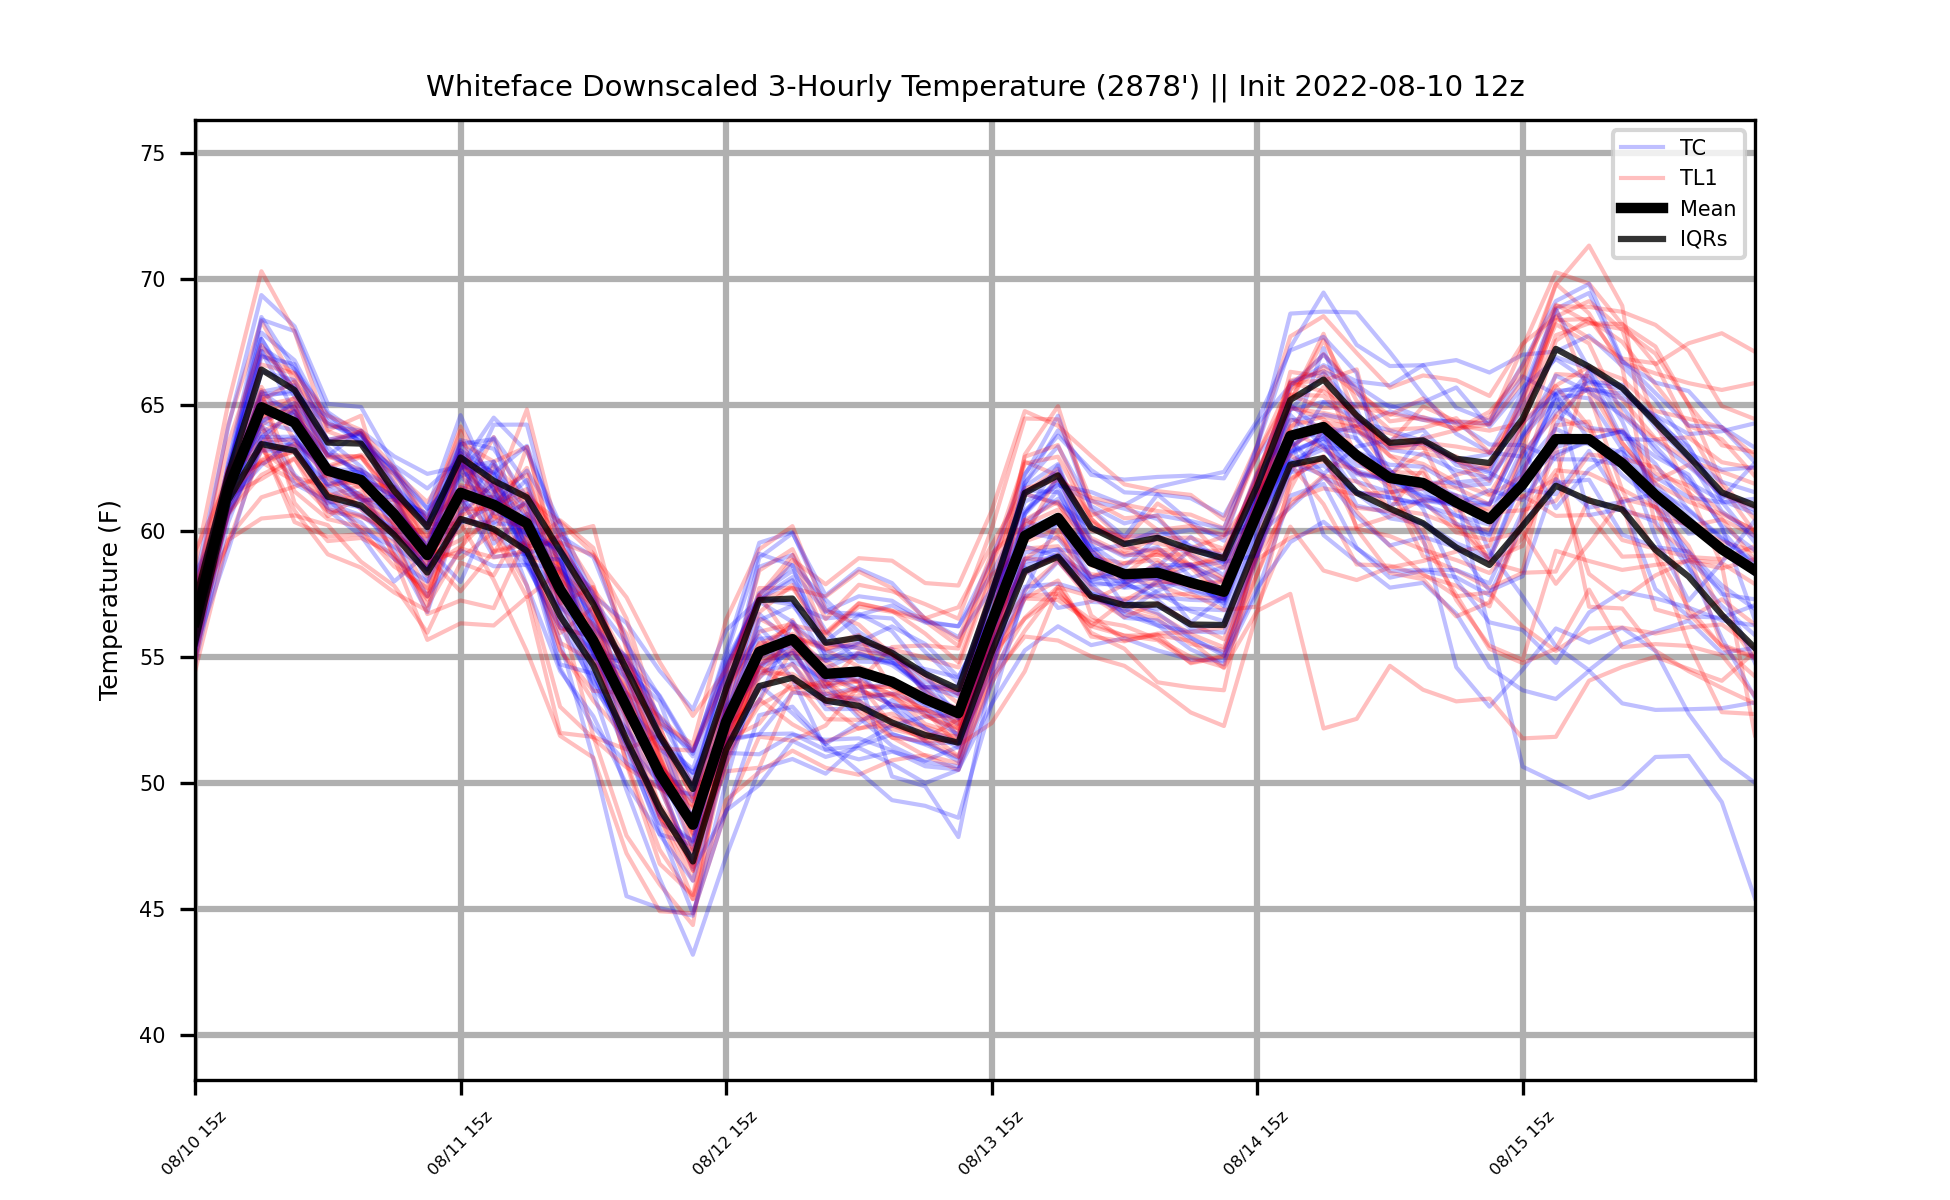 Whiteface Downscaled 3-Hourly Temperature (2878') || Init 2022-08-10 12z
TC
TL1
Mean
IQRs
Temperature (F)
75
70
65
60
55
50
45
40
08/10 15z
08/11 15z
08/12 15z
08/13 15z
08/14 15z
08/15 15z